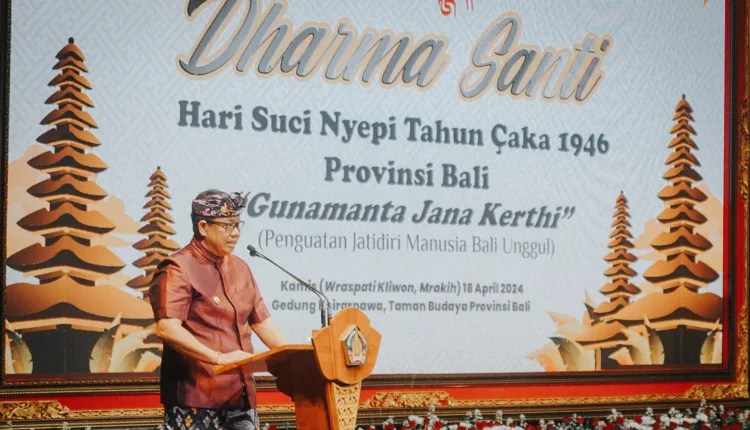 Dharma Santi
Hari Suci Nyepi Tahun Çaka 1946
Provinsi Bali
"Gunamanta Jana Kerthi"
(Penguatan Jatidiri Manusia Bali Unggul)
Kamis (Wraspati Kliwon, Mrakih) 18 April 2024
Gedung Ksirarnawa, Taman Budaya Provinsi Bali